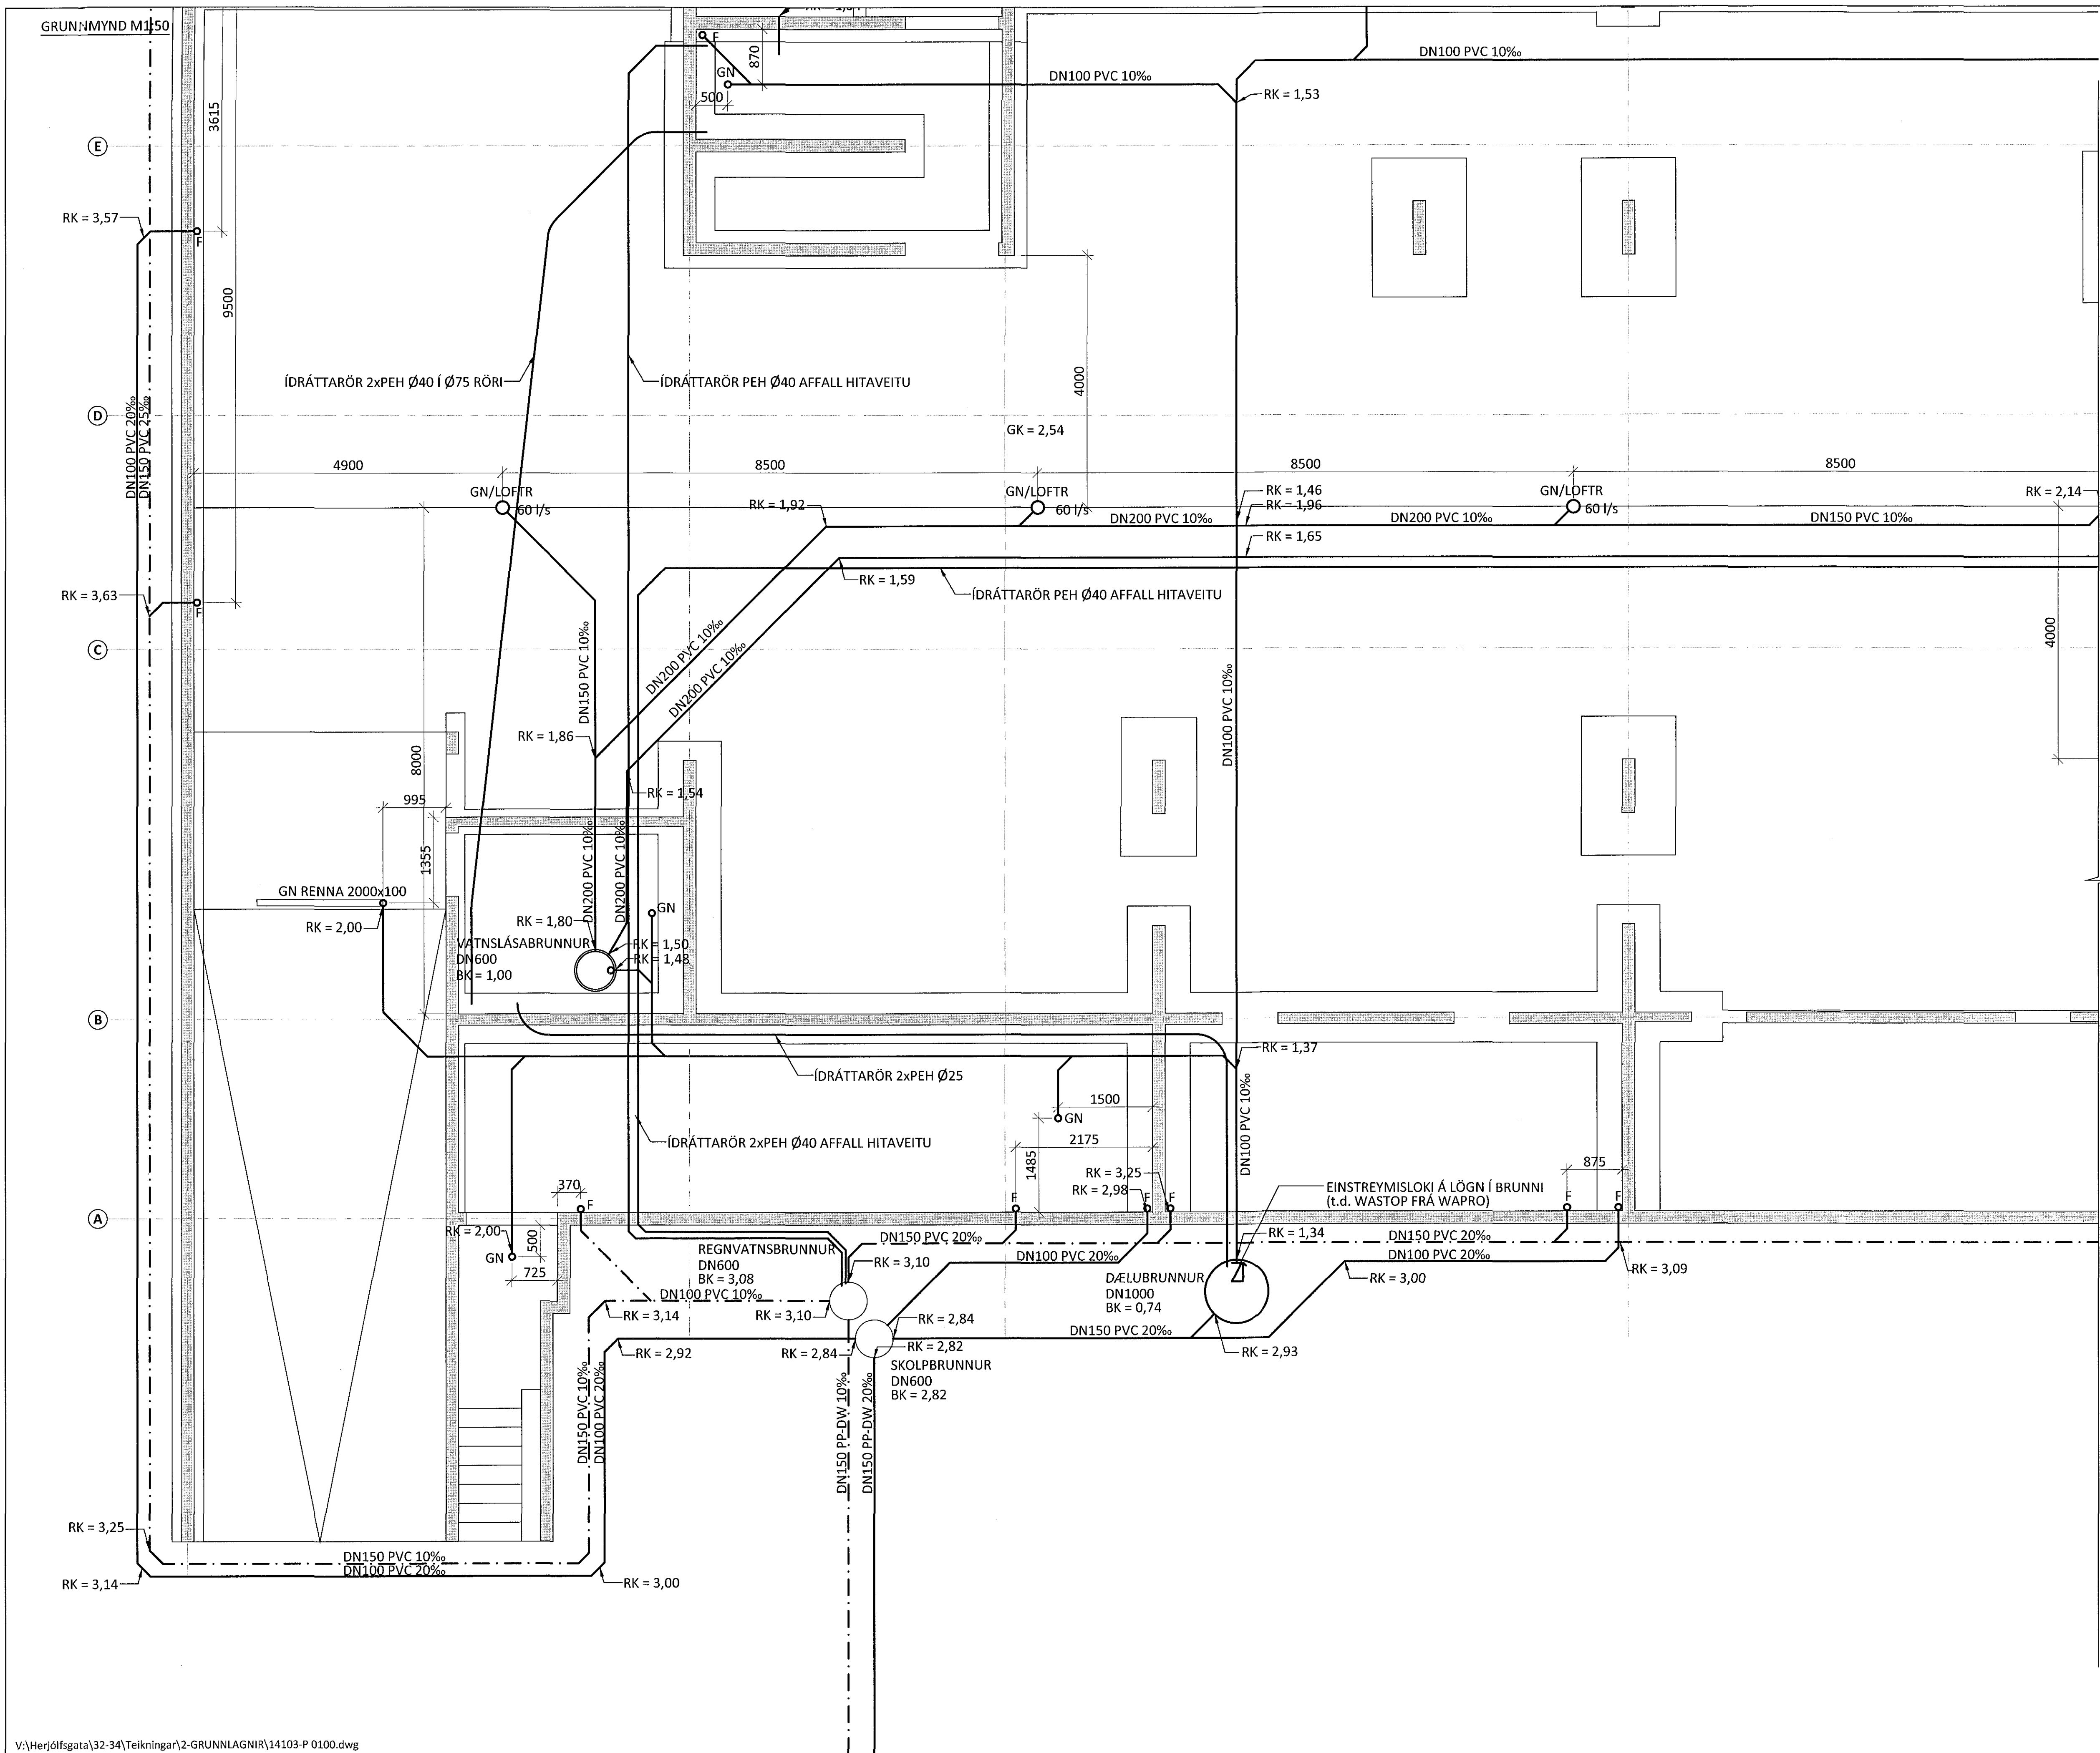 GRUNNMYND M1:50
F
870
GN
500
DN100 PVC 10‰
DN100 PVC 10‰
RK = 1,53
3615
E
RK = 3,57
F
9500
ÍDRÁTTARÖR 2xPEH Ø40 Í Ø75 RÖRI
ÍDRÁTTARÖR PEH Ø40 AFFALL HITAVEITU
4000
D
DN100 PVC 20‰
DN150 PVC 25‰
GK = 2,54
4900
8500
8500
8500
GN/LOFTR
60 l/s
RK = 1,92
GN/LOFTR
60 l/s
RK = 1,46
RK = 1,96
GN/LOFTR
60 l/s
RK = 2,14
DN200 PVC 10‰
DN200 PVC 10‰
DN150 PVC 10‰
RK = 1,65
RK = 1,59
ÍDRÁTTARÖR PEH Ø40 AFFALL HITAVEITU
RK = 3,63
F
C
4000
DN150 PVC 10‰
DN200 PVC 10‰
DN200 PVC 10‰
DN100 PVC 10‰
RK = 1,86
8000
RK = 1,54
995
1355
DN200 PVC 10‰
DN200 PVC 10‰
GN RENNA 2000x100
RK = 2,00
GN
RK = 1,80
VATNSLÁSABRUNNUR
DN600
BK = 1,00
RK = 1,50
RK = 1,48
B
RK = 1,37
ÍDRÁTTARÖR 2xPEH Ø25
DN100 PVC 10‰
1500
GN
ÍDRÁTTARÖR 2xPEH Ø40 AFFALL HITAVEITU
2175
1485
RK = 3,25
RK = 2,98
875
EINSTREYMISLOKI Á LÖGN Í BRUNNI
(t.d. WASTOP FRÁ WAPRO)
370
F
F
F
F
F
F
A
RK = 2,00
500
GN
725
REGNVATNSBRUNNUR
DN600
BK = 3,08
DN150 PVC 20‰
RK = 3,10
DN100 PVC 20‰
RK = 1,34
DN150 PVC 20‰
DN100 PVC 20‰
RK = 3,09
RK = 3,00
DÆLUBRUNNUR
DN1000
BK = 0,74
DN100 PVC 10‰
RK = 3,14
RK = 3,10
RK = 2,84
DN150 PVC 20‰
RK = 2,92
RK = 2,84
RK = 2,82
RK = 2,93
SKOLPBRUNNUR
DN600
BK = 2,82
DN150 PVC 10‰
DN100 PVC 20‰
DN150 PP-DW 10‰
DN150 PP-DW 20‰
RK = 3,25
DN150 PVC 10‰
DN100 PVC 20‰
RK = 3,14
RK = 3,00
V:\Herjólfsgata\32-34\Teikningar\2-GRUNNLAGNIR\14103-P 0100.dwg